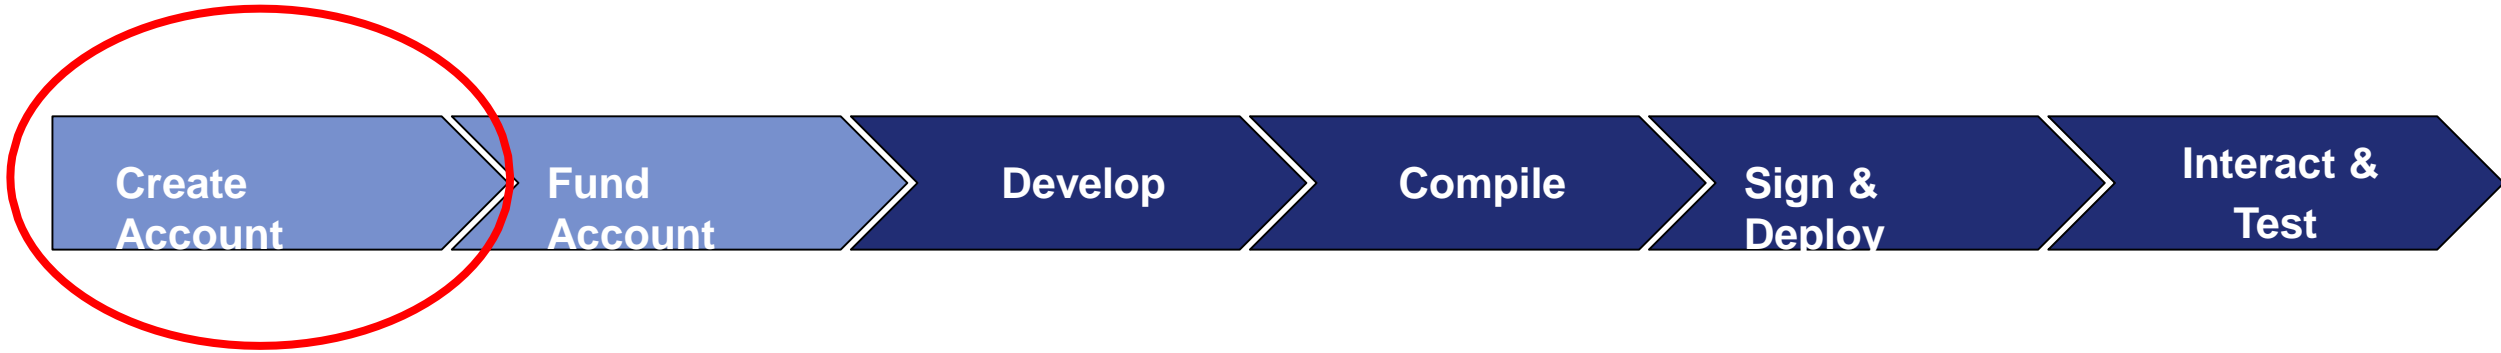 Create
Account
Fund
Account
Develop
Compile
Sign &
Deploy
Interact &
Test